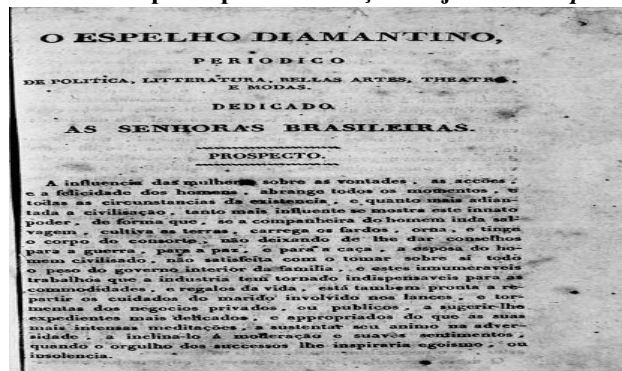 O ESPELHO DIAMANTINO,
PERIODICO
DE POLITICA, LITTERATURA, BELLAS ARTES, THEATRO,
E MODAS.
DEDICADO
AS SENHORAS BRASILEIRAS.
PROSPECTO.
A influencia das mulheres sobre as vontades, as acções,
e a felicidade dos homens, abrange todos os momentos, e
todas as circunstancias da existencia, e quanto mais adian-
tada a civilisação, tanto mais influente se mostra este innato
poder, de forma que, se a companheira do homem inda sel-
vagem, cultiva as terras, carrega os fardos, orna, e tinge
o corpo do consorte, não deixando de lhe dar conselhos
para a guerra, para a paz, e para a caça, a esposa do ho-
mem civilisado, não satisfeita com o tomar sobre si todo
o peso do governo interior da familia, e estes innumeraveis
trabalhos que a industria tem tornado indispensaveis para as
commodidades, e regalos da vida, está tambem pronta a re-
partir os cuidados do marido involvido nos lances, e tor-
mentas dos negocios privados, ou publicos, a sugerir-lhe
expedientes mais delicados, e appropriados do que as suas
mais intensas meditações, a sustentar seu animo na adver-
sidade, a inclina-lo á moderação e suaves sentimentos,
quando o orgulho dos successos lhe inspiraria egoismo, ou
insolencia.